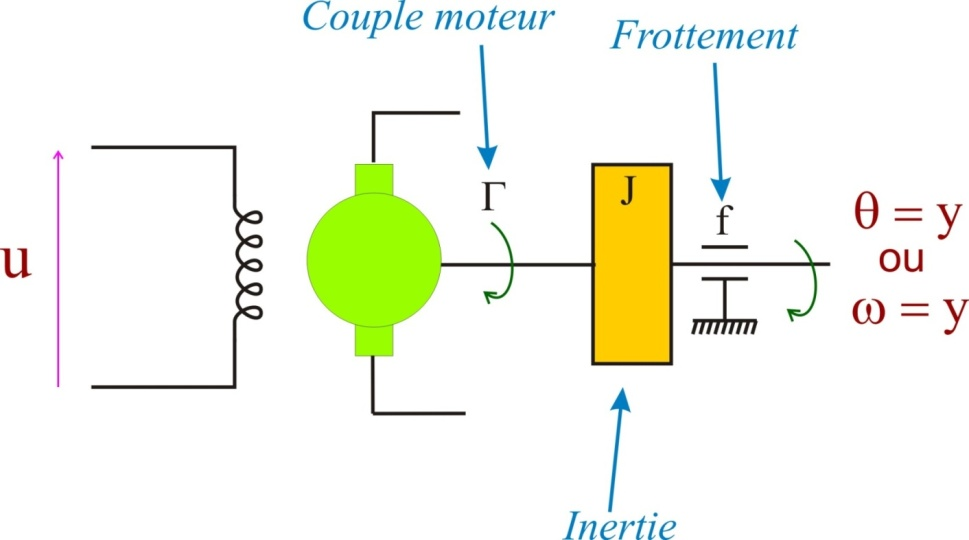 Couple moteur
Frottement
Γ
J
f
u
θ = y
ou
ω = y
Inertie